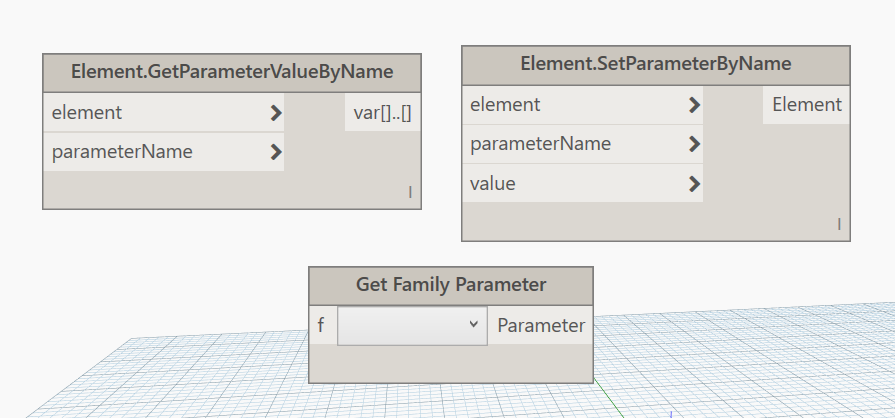 Element.GetParameterValueByName
element
var[]..[]
parameterName
l
Element.SetParameterByName
element
Element
parameterName
value
l
Get Family Parameter
f
Parameter